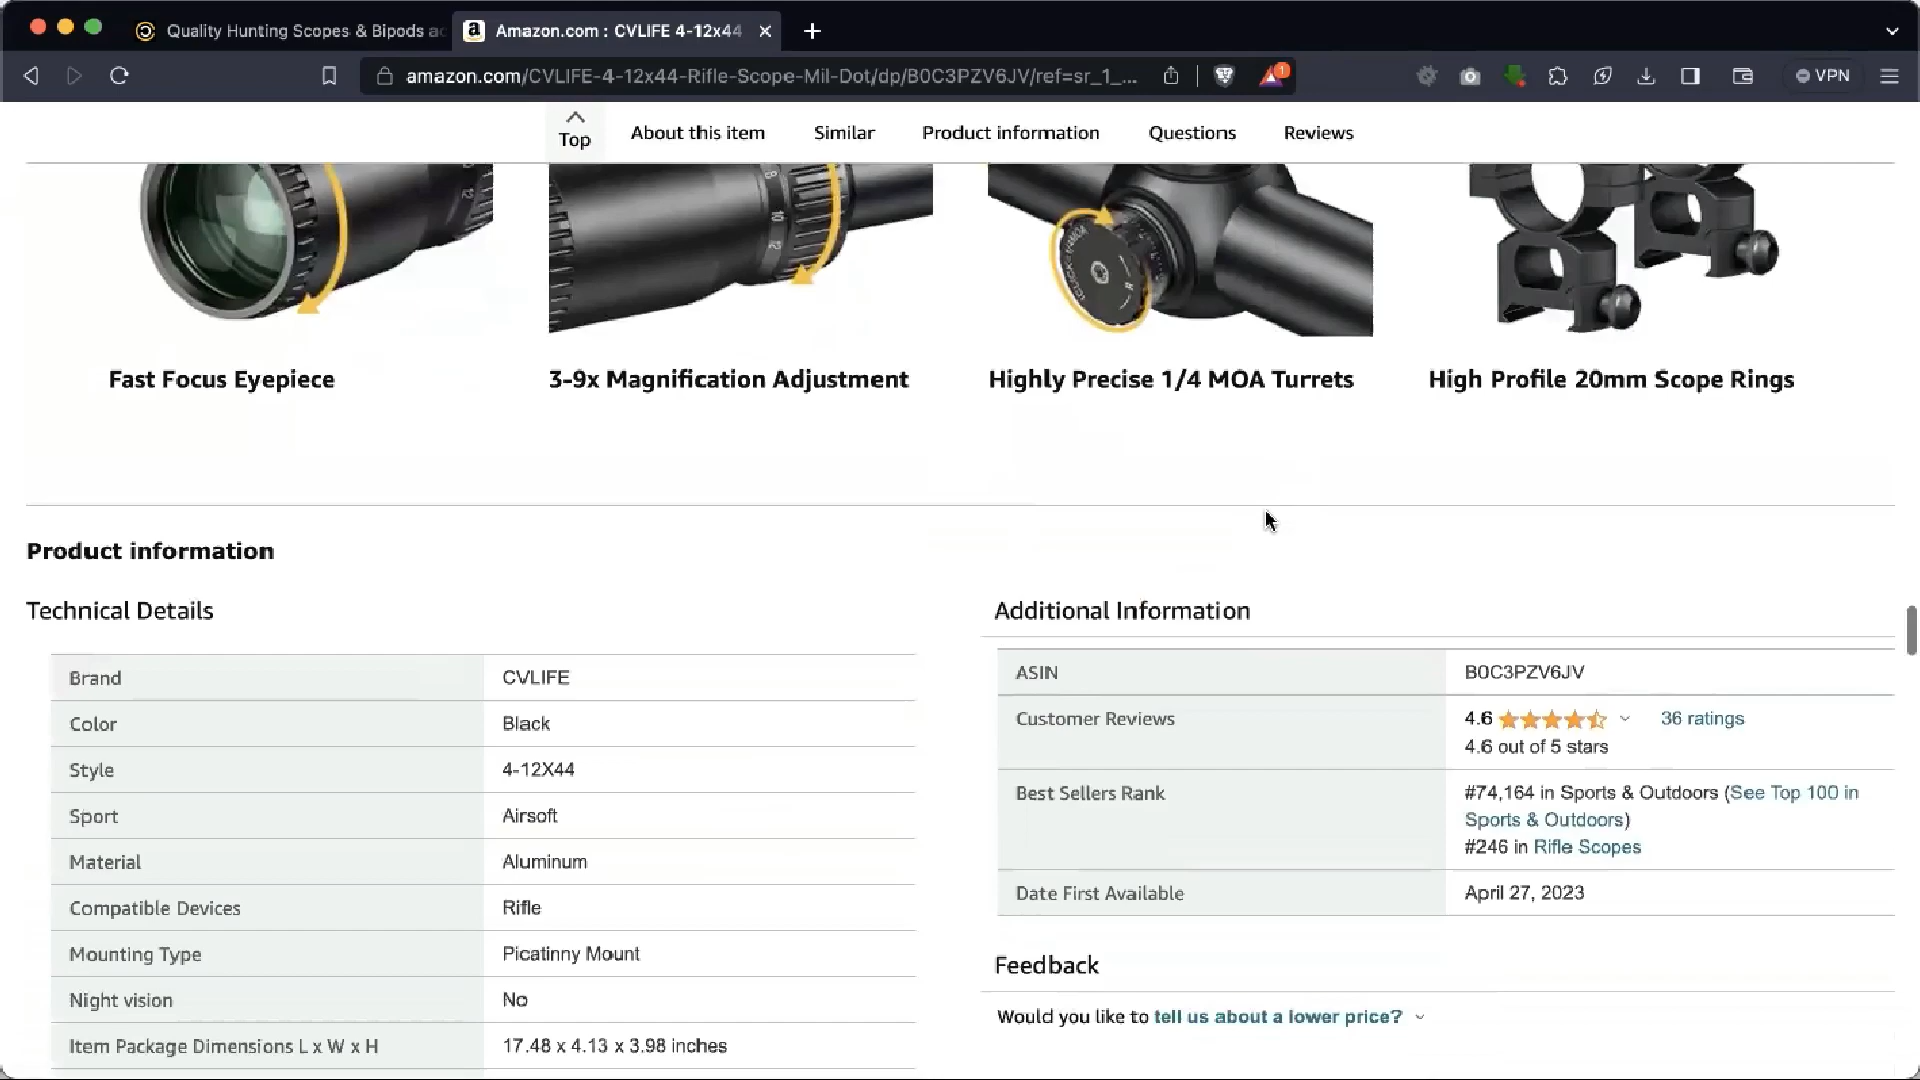 Quality Hunting Scopes & Bipods ac
Amazon.com : CVLIFE 4-12x44
amazon.com/CVLIFE-4-12x44-Rifle-Scope-Mil-Dot/dp/B0C3PZV6JV/ref=sr_1_...
1
VPN
Top
About this item
Similar
Product information
Questions
Reviews
8
10
12
Fast Focus Eyepiece
3-9x Magnification Adjustment
Highly Precise 1/4 MOA Turrets
High Profile 20mm Scope Rings
Product information
Technical Details
Brand CVLIFE
Color Black
Style 4-12X44
Sport Airsoft
Material Aluminum
Compatible Devices Rifle
Mounting Type Picatinny Mount
Night vision No
Item Package Dimensions L x W x H 17.48 x 4.13 x 3.98 inches
Additional Information
ASIN B0C3PZV6JV
Customer Reviews 4.6 36 ratings
4.6 out of 5 stars
Best Sellers Rank #74,164 in Sports & Outdoors (See Top 100 in
Sports & Outdoors)
#246 in Rifle Scopes
Date First Available April 27, 2023
Feedback
Would you like to tell us about a lower price?